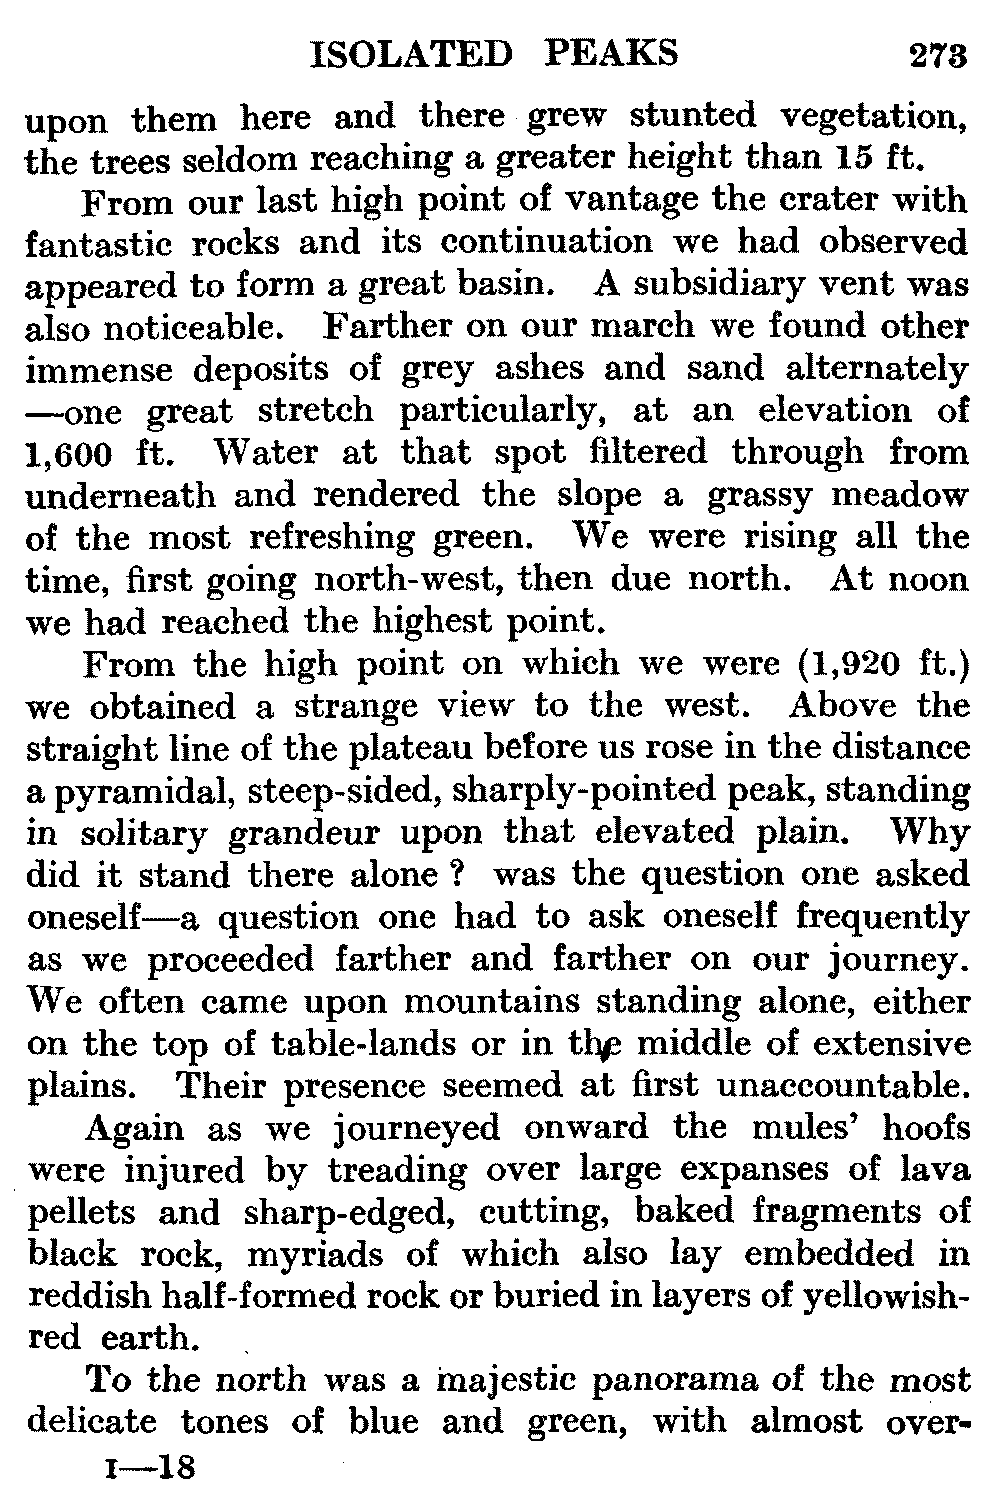 ISOLATED PEAKS 273
upon them here and there grew stunted vegetation,
the trees seldom reaching a greater height than 15 ft.
From our last high point of vantage the crater with
fantastic rocks and its continuation we had observed
appeared to form a great basin. A subsidiary vent was
also noticeable. Farther on our march we found other
immense deposits of grey ashes and sand alternately
—one great stretch particularly, at an elevation of
1,600 ft. Water at that spot filtered through from
underneath and rendered the slope a grassy meadow
of the most refreshing green. We were rising all the
time, first going north-west, then due north. At noon
we had reached the highest point.
From the high point on which we were (1,920 ft.)
we obtained a strange view to the west. Above the
straight line of the plateau before us rose in the distance
a pyramidal, steep-sided, sharply-pointed peak, standing
in solitary grandeur upon that elevated plain. Why
did it stand there alone ? was the question one asked
oneself—a question one had to ask oneself frequently
as we proceeded farther and farther on our journey.
We often came upon mountains standing alone, either
on the top of table-lands or in the middle of extensive
plains. Their presence seemed at first unaccountable.
Again as we journeyed onward the mules’ hoofs
were injured by treading over large expanses of lava
pellets and sharp-edged, cutting, baked fragments of
black rock, myriads of which also lay embedded in
reddish half-formed rock or buried in layers of yellowish-
red earth.
To the north was a majestic panorama of the most
delicate tones of blue and green, with almost over-
I—18